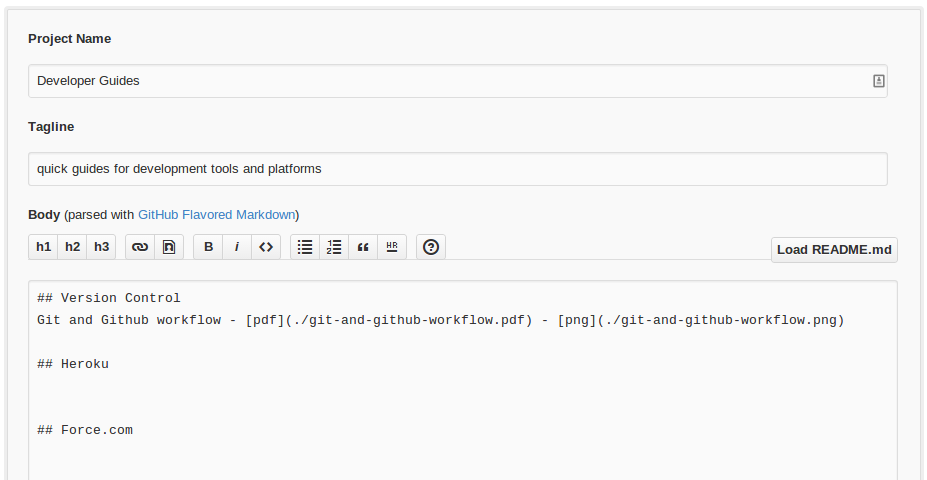 Project Name
Developer Guides
Tagline
quick guides for development tools and platforms
Body (parsed with GitHub Flavored Markdown)
h1 h2 h3 B i <> 1 2 “ HR ? Load README.md
## Version Control
Git and Github workflow - [pdf](./git-and-github-workflow.pdf) - [png](./git-and-github-workflow.png)
## Heroku
## Force.com